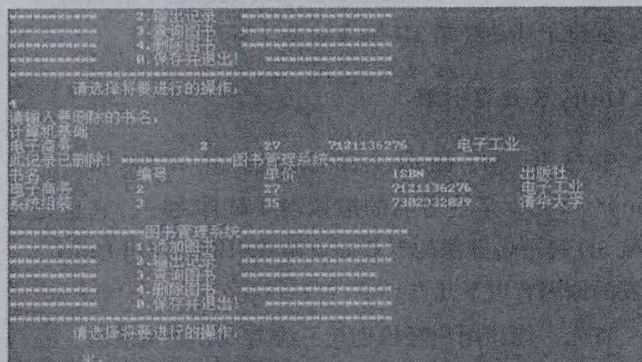 ****************** 2.输出记录 ******************
****************** 3.查询图书 ****************
****************** 4.删除图书 ******************
****************** 0.保存并退出! ****************
请选择将要进行的操作:
4
请输入要删除的书名:
计算机基础
电子商务 2 27 7121136276 电子工业
此记录已删除! ******************图书管理系统******************
书名 编号 单价 ISBN 出版社
电子商务 2 27 7121136276 电子工业
系统组装 3 35 7302332039 清华大学
******************图书管理系统******************
****************** 1.添加图书 ******************
****************** 2.输出记录 ******************
****************** 3.查询图书 ****************
****************** 4.删除图书 ******************
****************** 0.保存并退出! ****************
请选择将要进行的操作:
半: